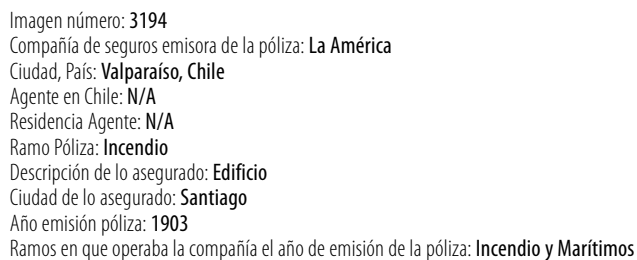 Imagen número: 3194
Compañía de seguros emisora de la póliza: La América
Ciudad, País: Valparaíso, Chile
Agente en Chile: N/A
Residencia Agente: N/A
Ramo Póliza: Incendio
Descripción de lo asegurado: Edificio
Ciudad de lo asegurado: Santiago
Año emisión póliza: 1903
Ramos en que operaba la compañía el año de emisión de la póliza: Incendio y Marítimos